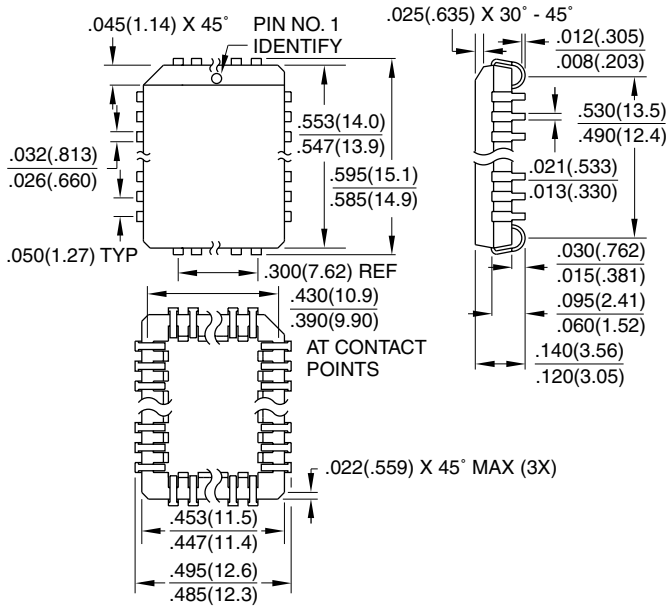 .045(1.14) X 45°
PIN NO. 1
IDENTIFY
.025(.635) X 30° - 45°
.012(.305)
.008(.203)
.553(14.0)
.547(13.9)
.595(15.1)
.585(14.9)
.032(.813)
.026(.660)
.050(1.27) TYP
.530(13.5)
.490(12.4)
.021(.533)
.013(.330)
.300(7.62) REF
.430(10.9)
.390(9.90)
AT CONTACT
POINTS
.030(.762)
.015(.381)
.095(2.41)
.060(1.52)
.140(3.56)
.120(3.05)
.022(.559) X 45° MAX (3X)
.453(11.5)
.447(11.4)
.495(12.6)
.485(12.3)